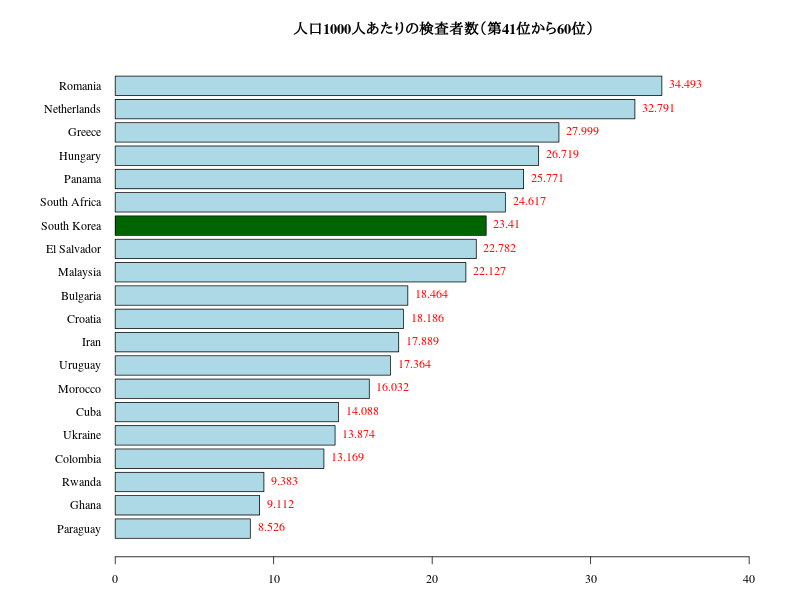 人口1000人あたりの検査者数（第41位から60位）
Romania 34.493
Netherlands 32.791
Greece 27.999
Hungary 26.719
Panama 25.771
South Africa 24.617
South Korea 23.41
El Salvador 22.782
Malaysia 22.127
Bulgaria 18.464
Croatia 18.186
Iran 17.889
Uruguay 17.364
Morocco 16.032
Cuba 14.088
Ukraine 13.874
Colombia 13.169
Rwanda 9.383
Ghana 9.112
Paraguay 8.526
0 10 20 30 40